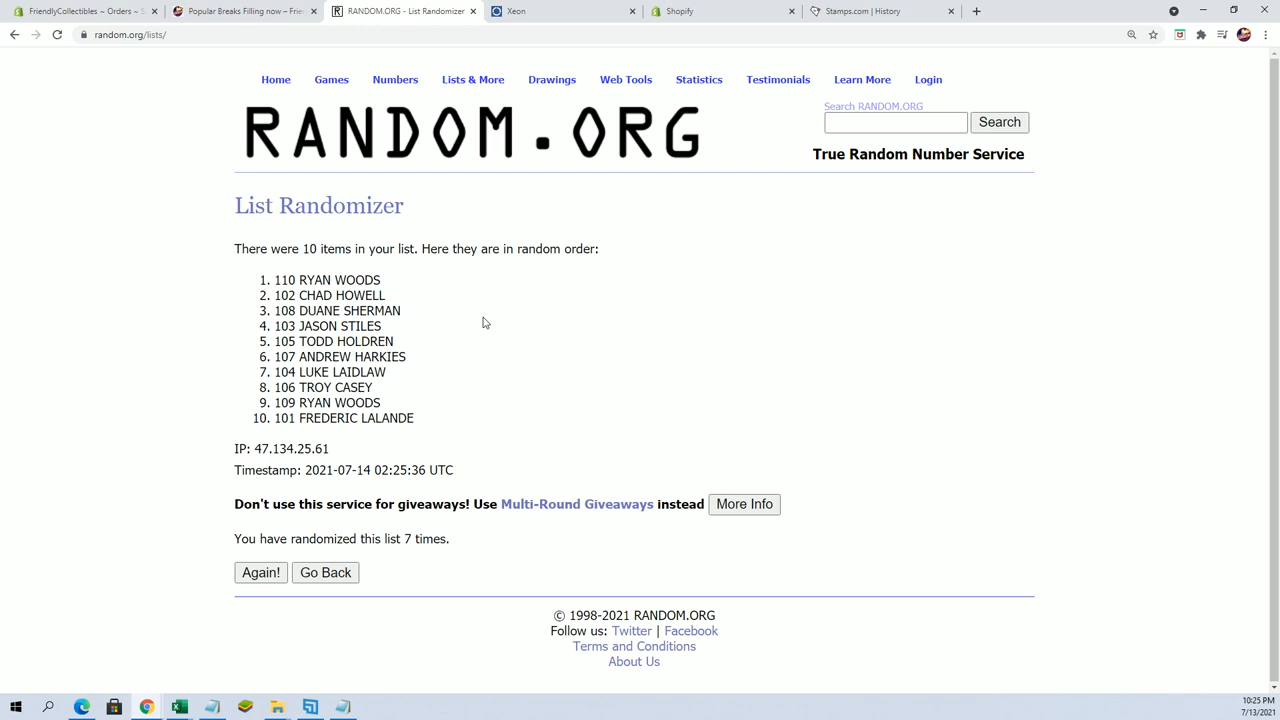 FriendlyCollectibles ~ Orders ~ S
Popular Breaks Filling now ~ Frie
RANDOM.ORG - List Randomizer
Xeon
Shopify
Stamps.com | History
random.org/lists/
Home Games Numbers Lists & More Drawings Web Tools Statistics Testimonials Learn More Login
RANDOM.ORG
Search RANDOM.ORG
Search
True Random Number Service
List Randomizer
There were 10 items in your list. Here they are in random order:
1. 110 RYAN WOODS
2. 102 CHAD HOWELL
3. 108 DUANE SHERMAN
4. 103 JASON STILES
5. 105 TODD HOLDREN
6. 107 ANDREW HARKIES
7. 104 LUKE LAIDLAW
8. 106 TROY CASEY
9. 109 RYAN WOODS
10. 101 FREDERIC LALANDE
IP: 47.134.25.61
Timestamp: 2021-07-14 02:25:36 UTC
Don't use this service for giveaways! Use Multi-Round Giveaways instead More Info
You have randomized this list 7 times.
Again! Go Back
© 1998-2021 RANDOM.ORG
Follow us: Twitter | Facebook
Terms and Conditions
About Us
10:25 PM
7/13/2021